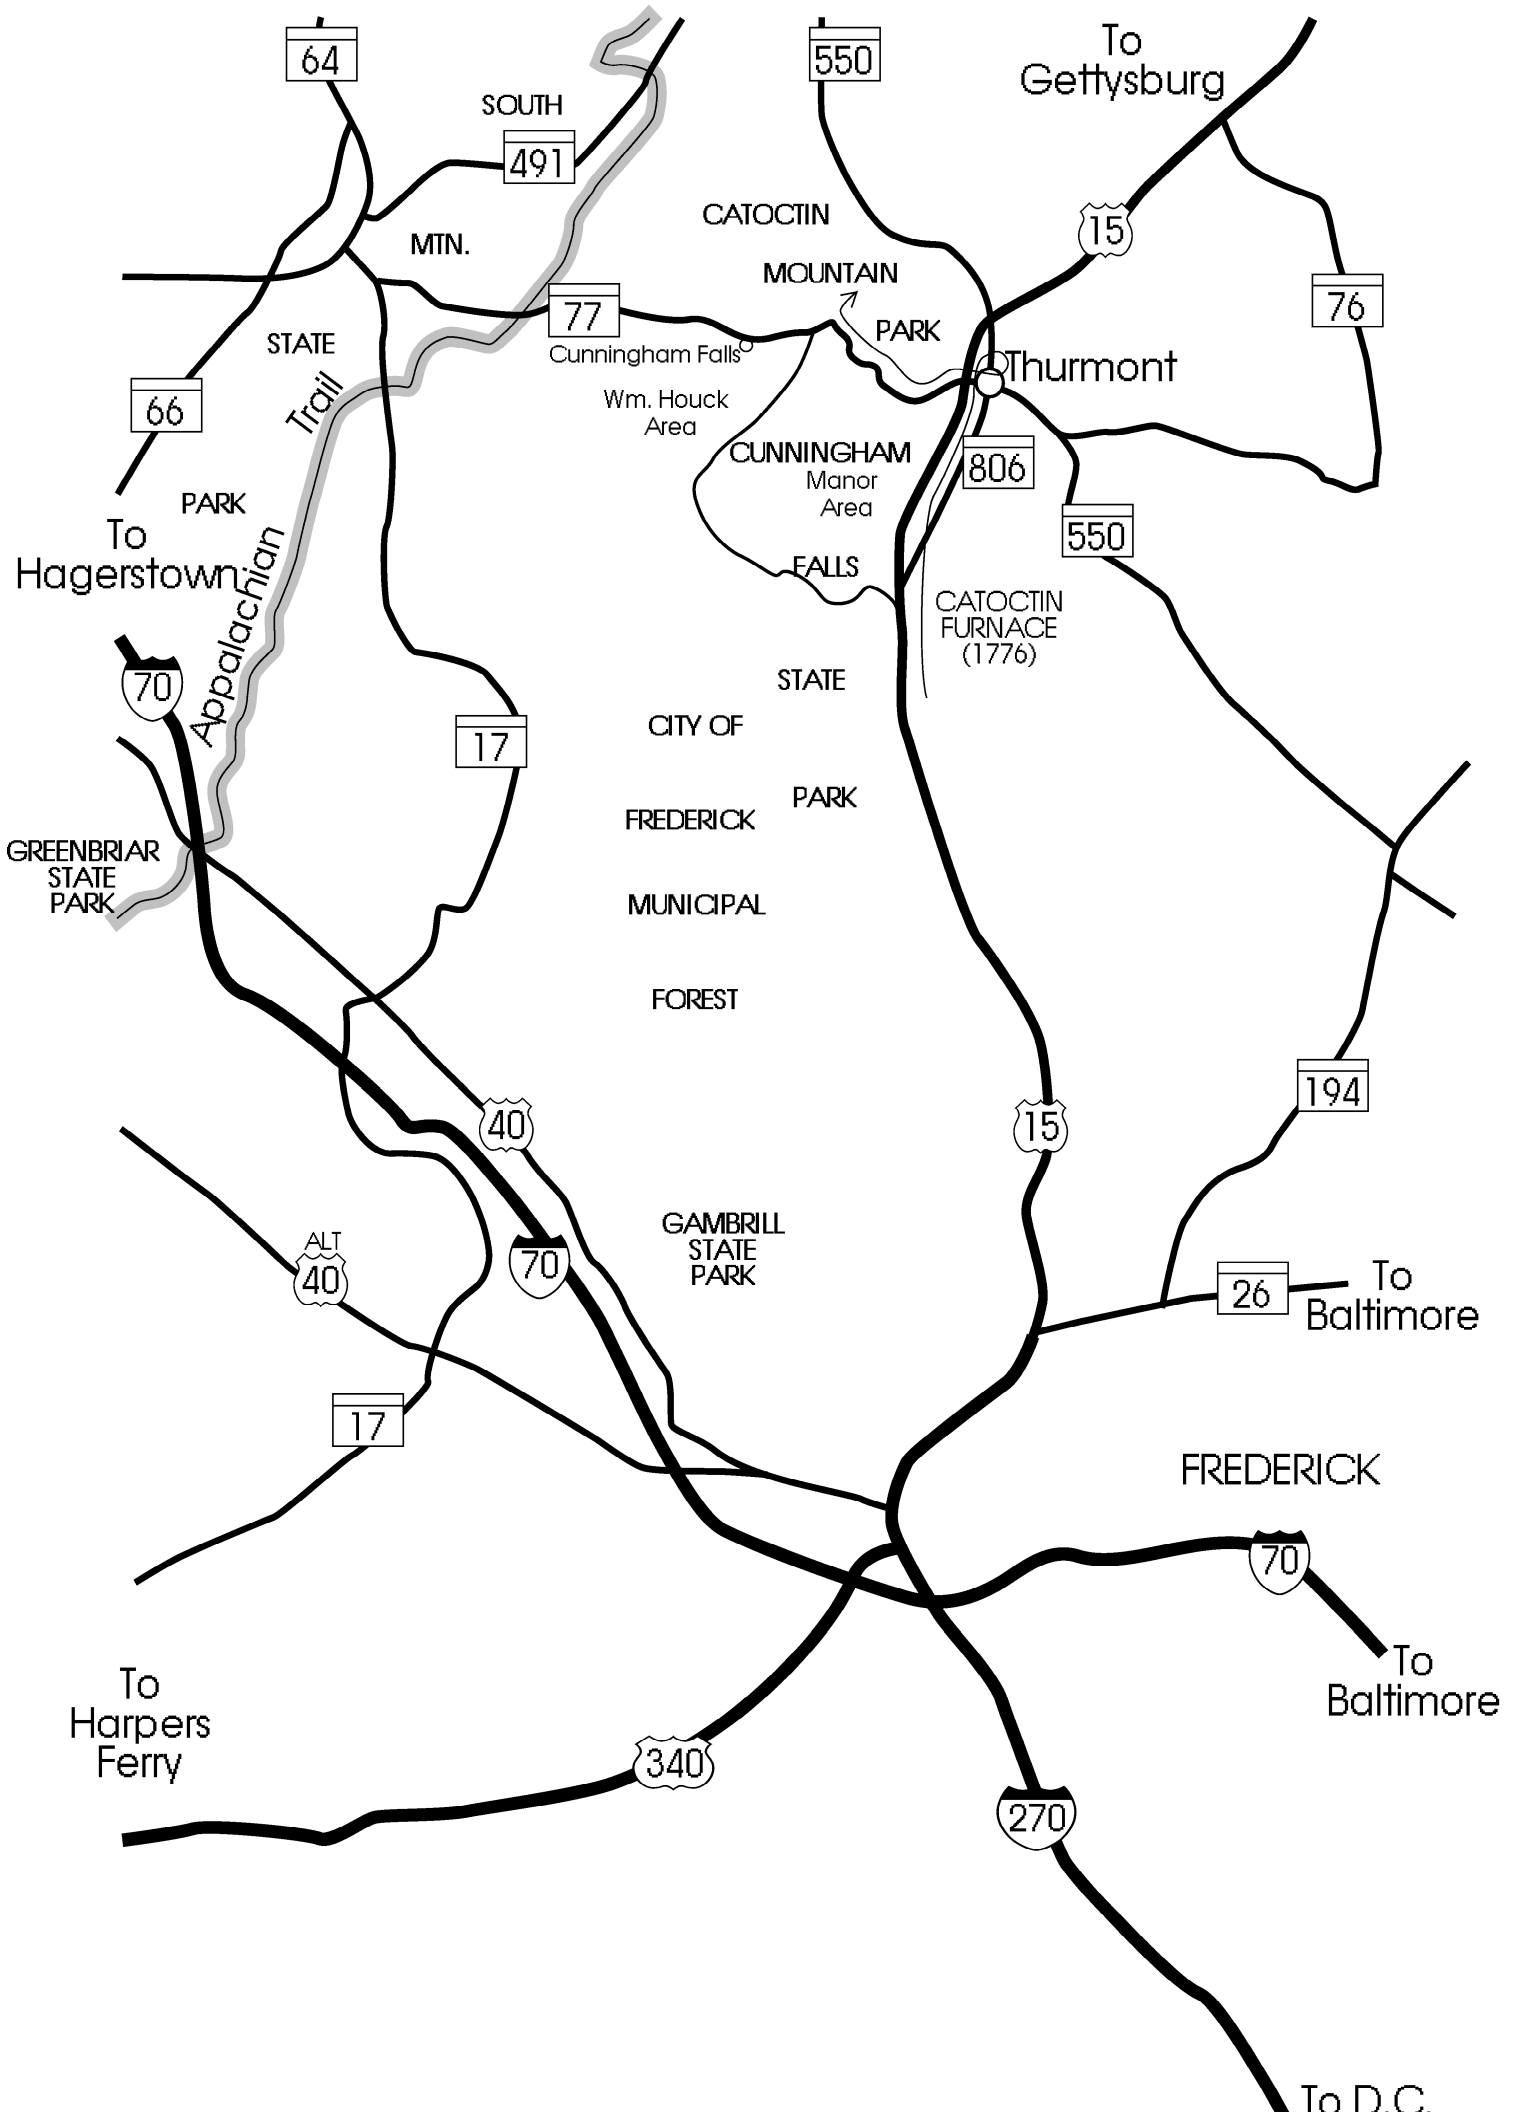 64
550
To
Gettysburg
SOUTH
491
CATOCTIN
15
MTN.
MOUNTAIN
76
77
PARK
STATE
Cunningham Falls
Thurmont
66
Trail
Wm. Houck
Area
CUNNINGHAM
806
Manor
Area
PARK
550
To
Hagerstown
Appalachian
FALLS
CATOCTIN
FURNACE
(1776)
70
STATE
CITY OF
17
PARK
FREDERICK
GREENBRIAR
STATE
PARK
MUNICIPAL
FOREST
194
40
15
GAMBRILL
STATE
PARK
ALT
40
70
26
To
Baltimore
17
FREDERICK
70
To
Baltimore
To
Harpers
Ferry
340
270
To D.C.